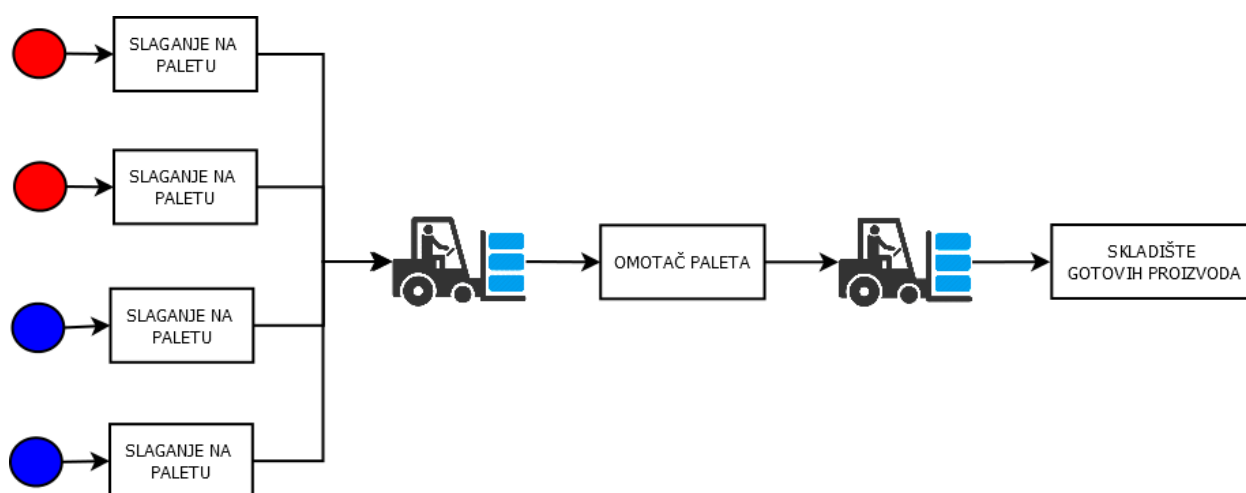 SLAGANJE NA
PALETU
SLAGANJE NA
PALETU
OMOTAČ PALETA
SKLADIŠTE
GOTOVIH PROIZVODA
SLAGANJE NA
PALETU
SLAGANJE NA
PALETU